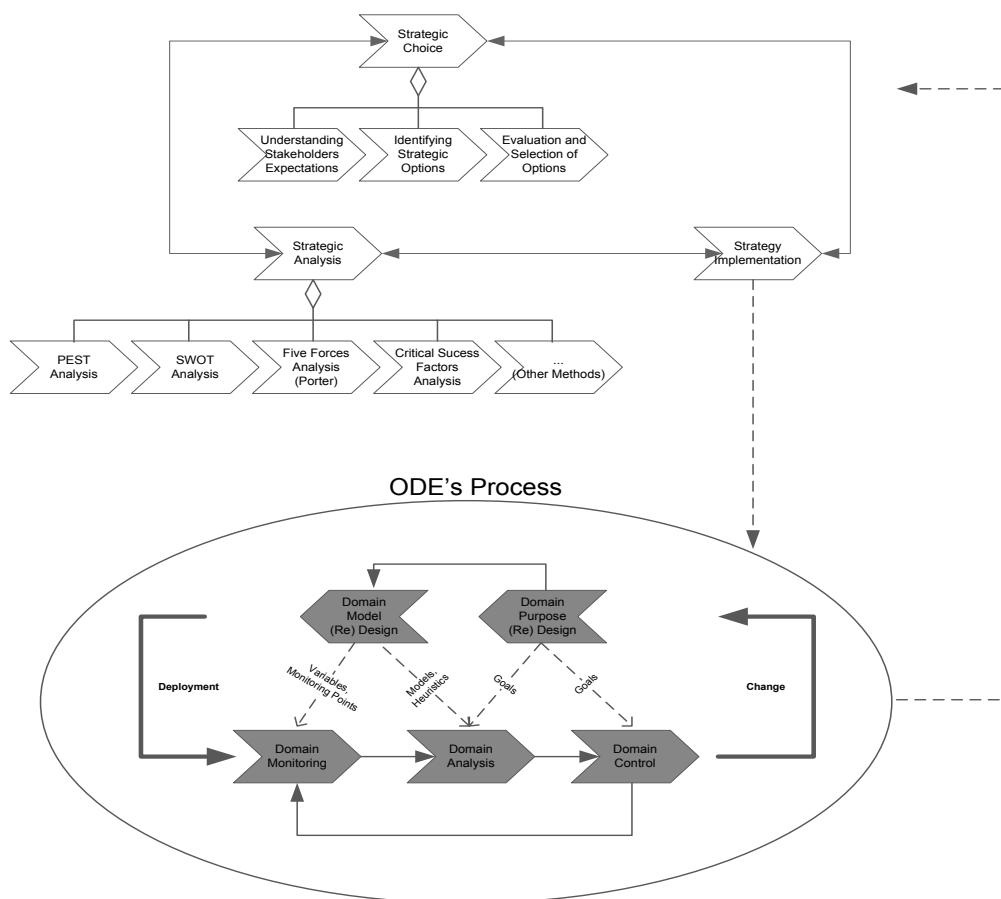 Strategic
Choice
Understanding
Stakeholders
Expectations
Identifying
Strategic
Options
Evaluation and
Selection of
Options
Strategic
Analysis
Strategy
Implementation
PEST
Analysis
SWOT
Analysis
Five Forces
Analysis
(Porter)
Critical Sucess
Factors
Analysis
...
(Other Methods)
ODE's Process
Domain
Model
(Re) Design
Domain
Purpose
(Re) Design
Deployment
Variables,
Monitoring Points
Models,
Heuristics
Goals
Goals
Change
Domain
Monitoring
Domain
Analysis
Domain
Control